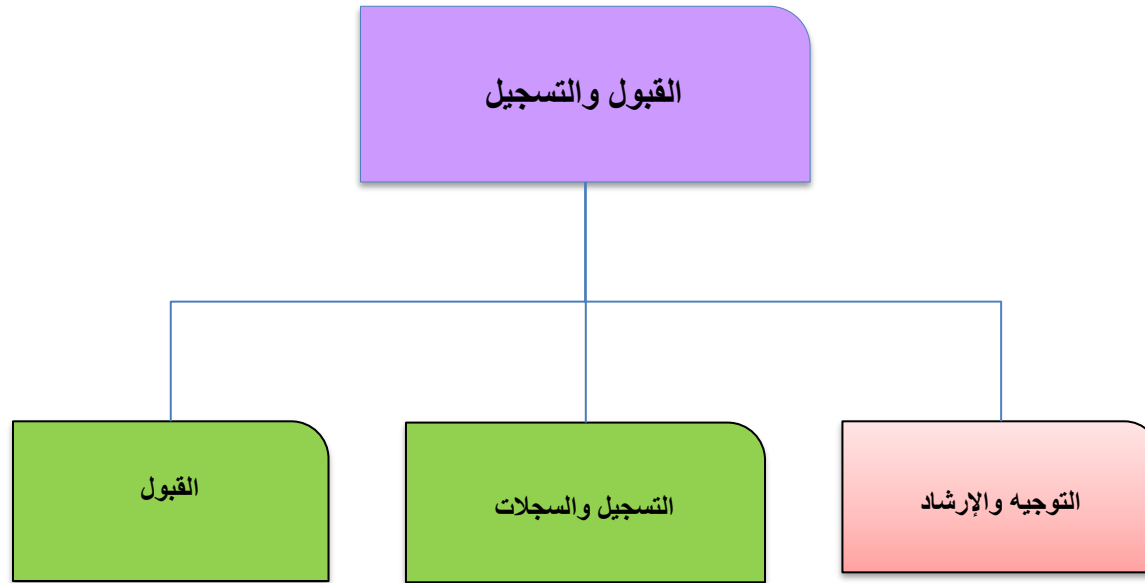 القبول والتسجيل
التوجيه والإرشاد
التسجيل والسجلات
القبول